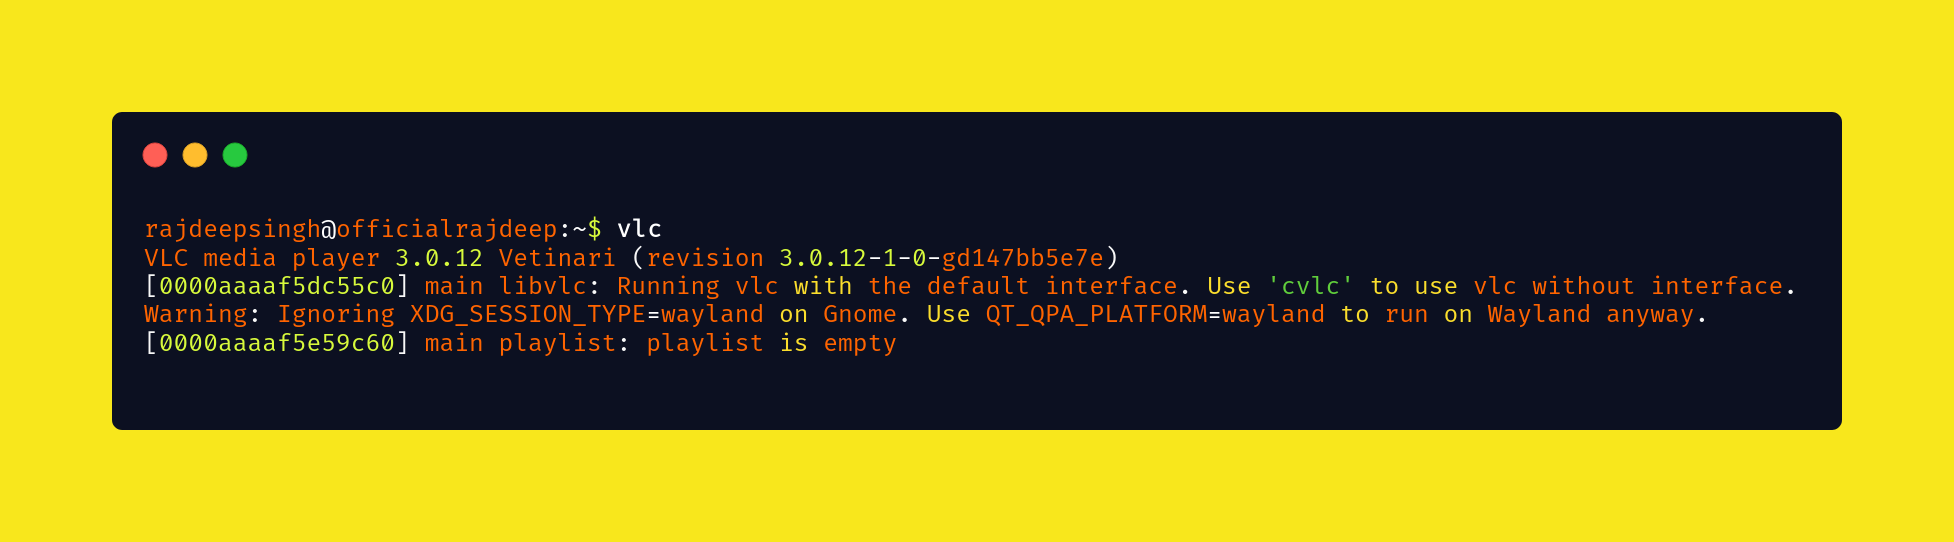 rajdeepsingh@officialrajdeep:~$ vlc
VLC media player 3.0.12 Vetinari (revision 3.0.12-1-0-gd147bb5e7e)
[0000aaaaf5dc55c0] main libvlc: Running vlc with the default interface. Use 'cvlc' to use vlc without interface.
Warning: Ignoring XDG_SESSION_TYPE=wayland on Gnome. Use QT_QPA_PLATFORM=wayland to run on Wayland anyway.
[0000aaaaf5e59c60] main playlist: playlist is empty